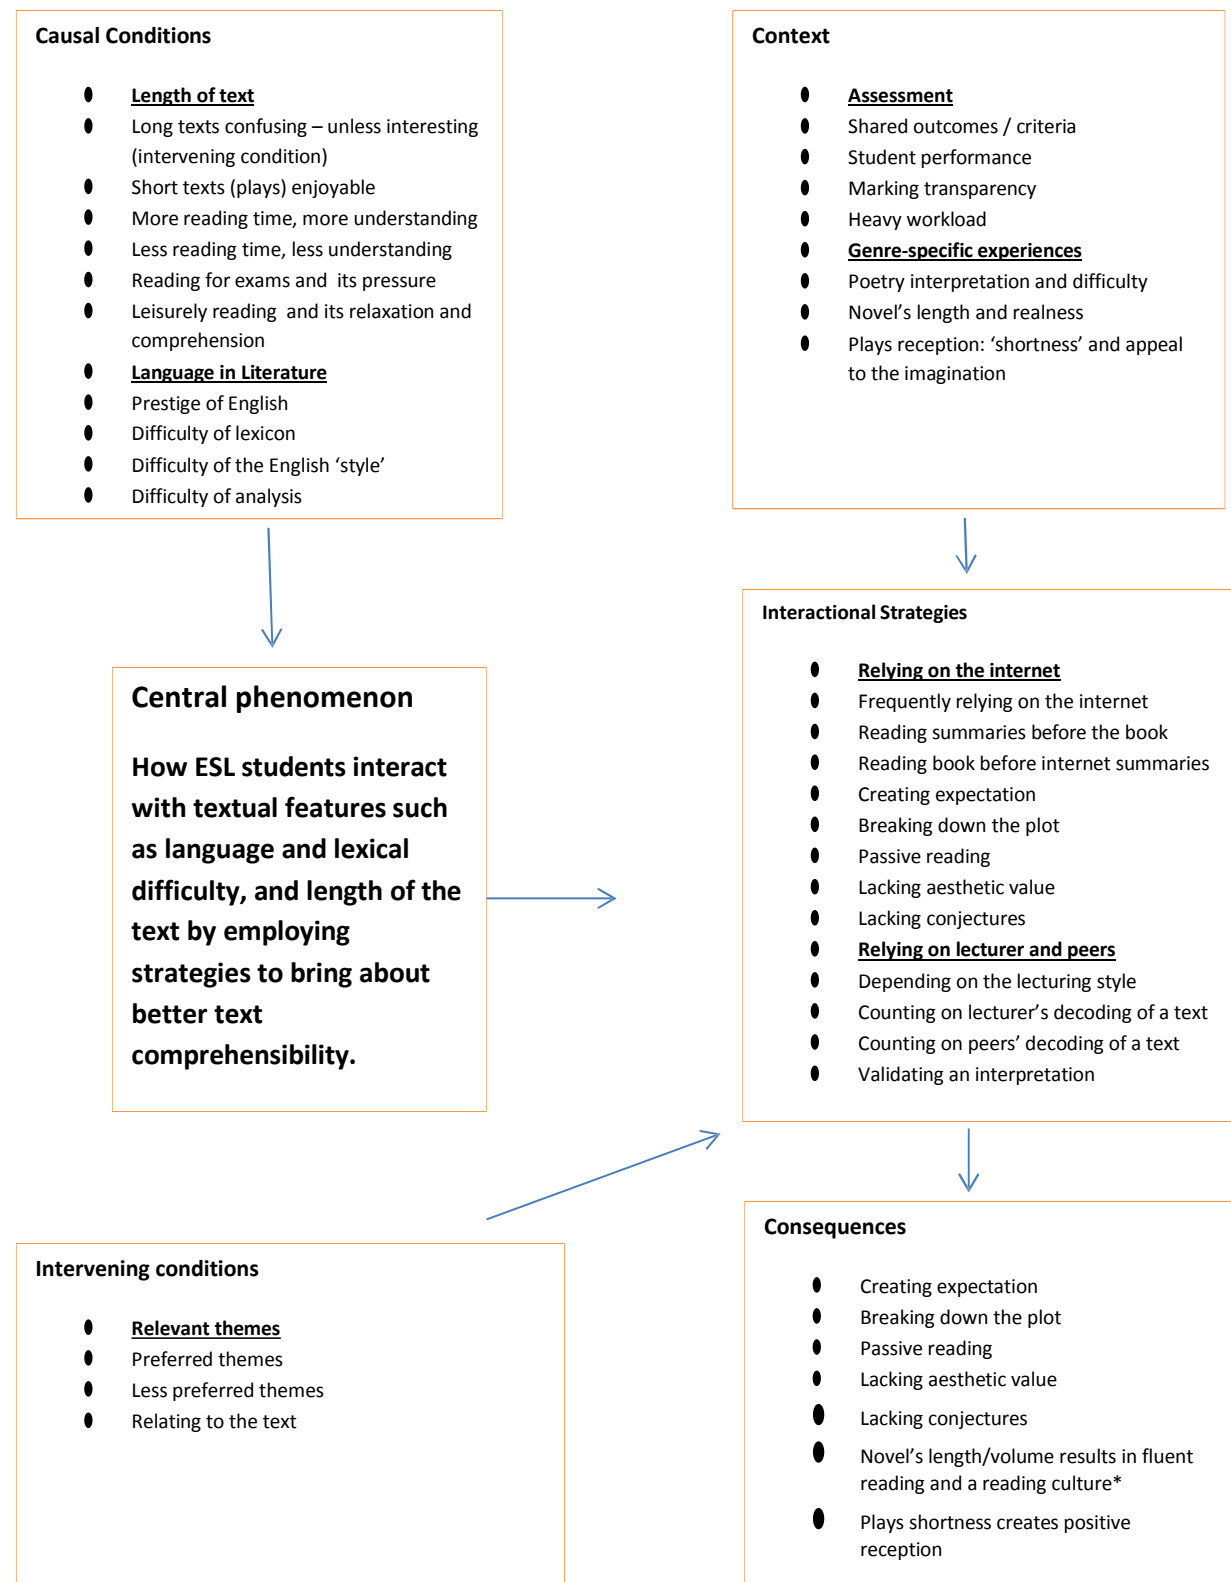 Causal Conditions
Length of text
Long texts confusing – unless interesting
(intervening condition)
Short texts (plays) enjoyable
More reading time, more understanding
Less reading time, less understanding
Reading for exams and its pressure
Leisurely reading and its relaxation and
comprehension
Language in Literature
Prestige of English
Difficulty of lexicon
Difficulty of the English ‘style’
Difficulty of analysis
Context
Assessment
Shared outcomes / criteria
Student performance
Marking transparency
Heavy workload
Genre-specific experiences
Poetry interpretation and difficulty
Novel’s length and realness
Plays reception: ‘shortness’ and appeal
to the imagination
Central phenomenon
How ESL students interact
with textual features such
as language and lexical
difficulty, and length of the
text by employing
strategies to bring about
better text
comprehensibility.
Interactional Strategies
Relying on the internet
Frequently relying on the internet
Reading summaries before the book
Reading book before internet summaries
Creating expectation
Breaking down the plot
Passive reading
Lacking aesthetic value
Lacking conjectures
Relying on lecturer and peers
Depending on the lecturing style
Counting on lecturer’s decoding of a text
Counting on peers’ decoding of a text
Validating an interpretation
Intervening conditions
Relevant themes
Preferred themes
Less preferred themes
Relating to the text
Consequences
Creating expectation
Breaking down the plot
Passive reading
Lacking aesthetic value
Lacking conjectures
Novel’s length/volume results in fluent
reading and a reading culture*
Plays shortness creates positive
reception